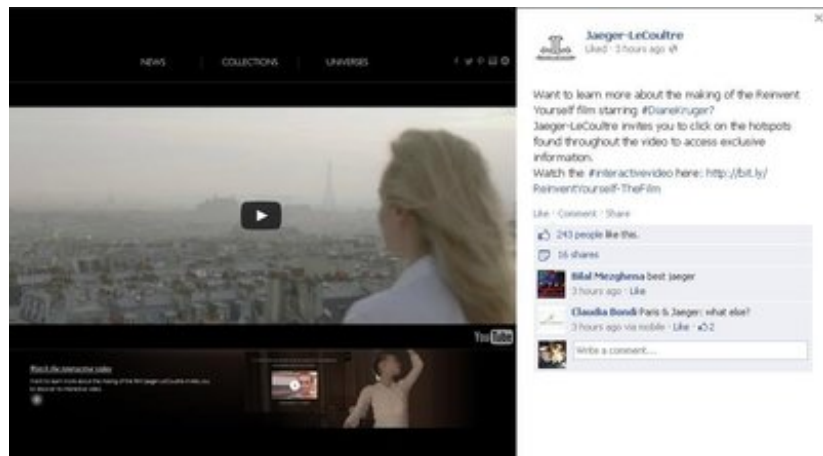 NEWS
COLLECTIONS
UNIVERSES
YouTube
Watch the interactive video
Jaeger-LeCoultre
Liked · 3 hours ago
Want to learn more about the making of the Reinvent
Yourself film starring #DianeKruger?
Jaeger-LeCoultre invites you to click on the hotspots
found throughout the video to access exclusive
information.
Watch the #interactivevideo here: http://bit.ly/
ReinventYourself-TheFilm
Like · Comment · Share
243 people like this.
16 shares
Bilal Mezghena best jaeger
3 hours ago · Like
Claudia Bondi Paris & Jaeger: what else?
3 hours ago via mobile · Like · 2
Write a comment...